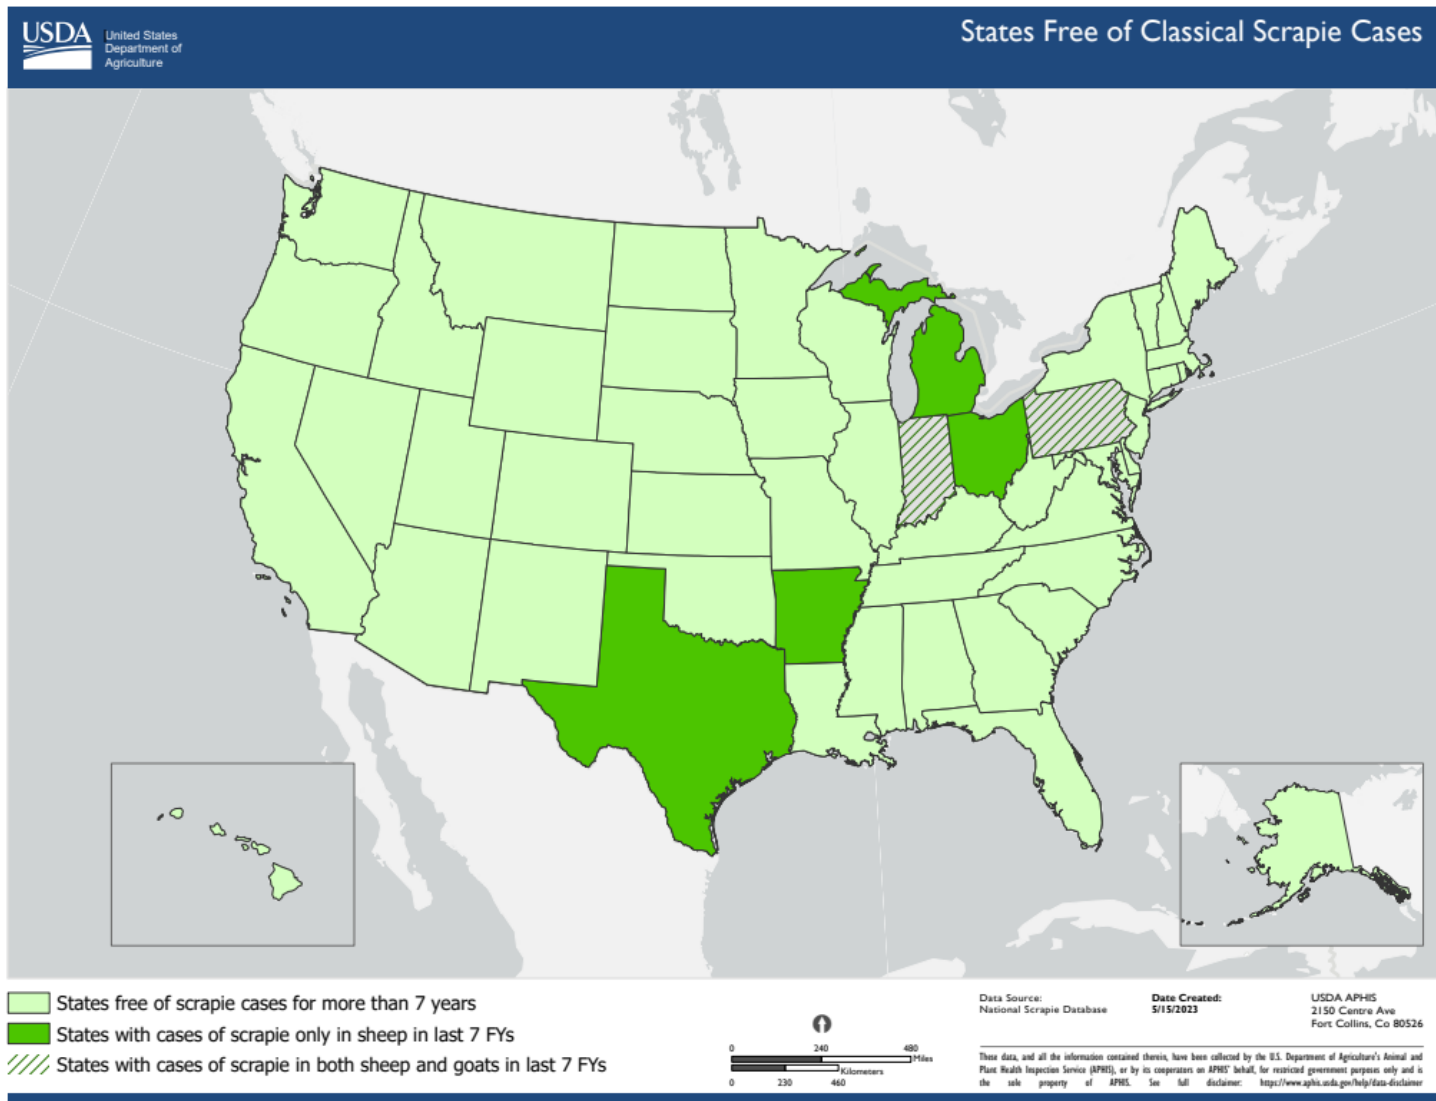 USDA
United States
Department of
Agriculture
States Free of Classical Scrapie Cases
States free of scrapie cases for more than 7 years
States with cases of scrapie only in sheep in last 7 FYs
States with cases of scrapie in both sheep and goats in last 7 FYs
0 240 480
Miles
Kilometers
0 230 460
Data Source:
National Scrapie Database
Date Created:
5/15/2023
USDA APHIS
2150 Centre Ave
Fort Collins, Co 80526
These data, and all the information contained therein, have been collected by the U.S. Department of Agriculture's Animal and
Plant Health Inspection Service (APHIS), or by its cooperators on APHIS' behalf, for restricted government purposes only and is
the sole property of APHIS. See full disclaimer: https://www.aphis.usda.gov/help/data-disclaimer